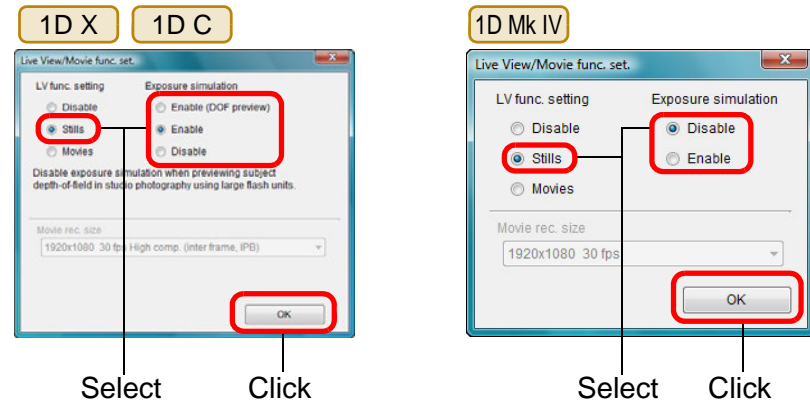 1D X 1D C
Live View/Movie func. set.
LV func. setting Exposure simulation
Disable Enable (DOF preview)
Stills Enable
Movies Disable
Disable exposure simulation when previewing subject
depth-of-field in studio photography using large flash units.
Movie rec. size
1920x1080 30 fps High comp. (inter frame, IPB)
OK
Select Click
1D Mk IV
Live View/Movie func. set.
LV func. setting Exposure simulation
Disable Disable
Stills Enable
Movies
Movie rec. size
1920x1080 30 fps
OK
Select Click